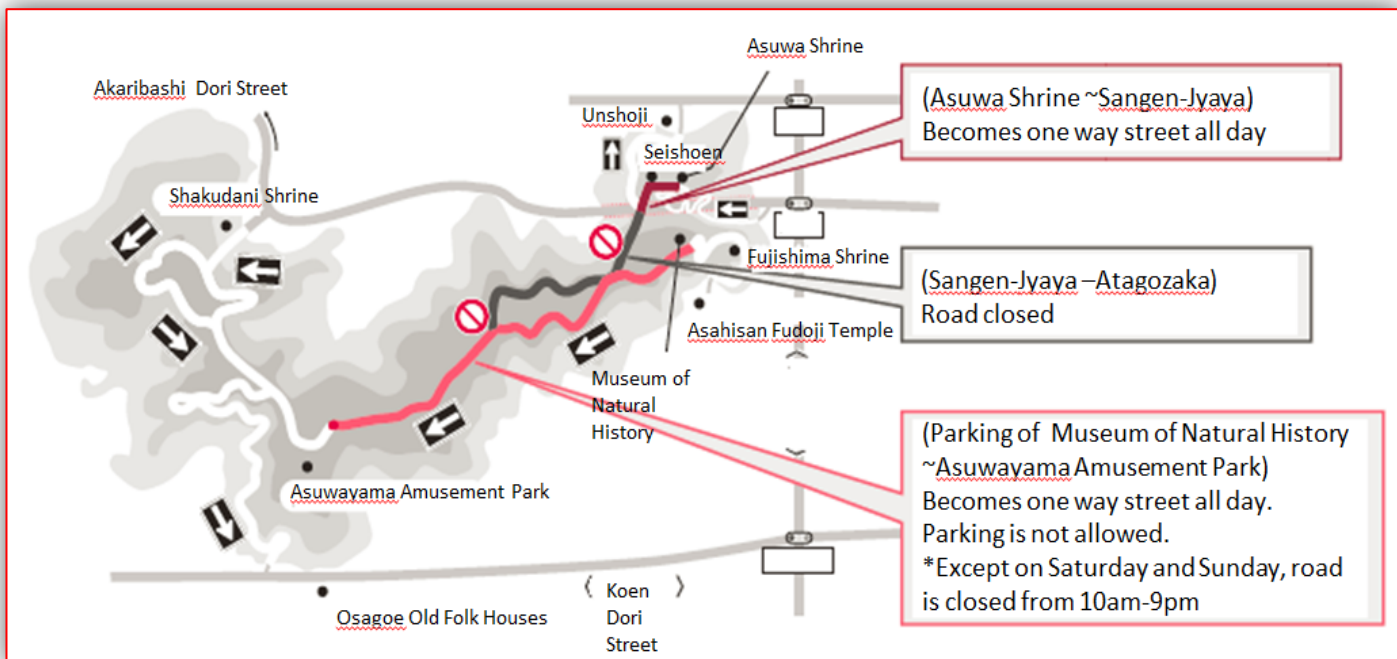 Asuwa Shrine
Akaribashi Dori Street
Unshoji
Seishoen
Shakudani Shrine
(Asuwa Shrine ~Sangen-Jyaya)
Becomes one way street all day
Fujishima Shrine
(Sangen-Jyaya –Atagozaka)
Road closed
Asahisan Fudoji Temple
Museum of
Natural
History
(Parking of Museum of Natural History
~Asuwayama Amusement Park)
Becomes one way street all day.
Parking is not allowed.
*Except on Saturday and Sunday, road
is closed from 10am-9pm
Asuwayama Amusement Park
Osagoe Old Folk Houses
Koen
Dori
Street